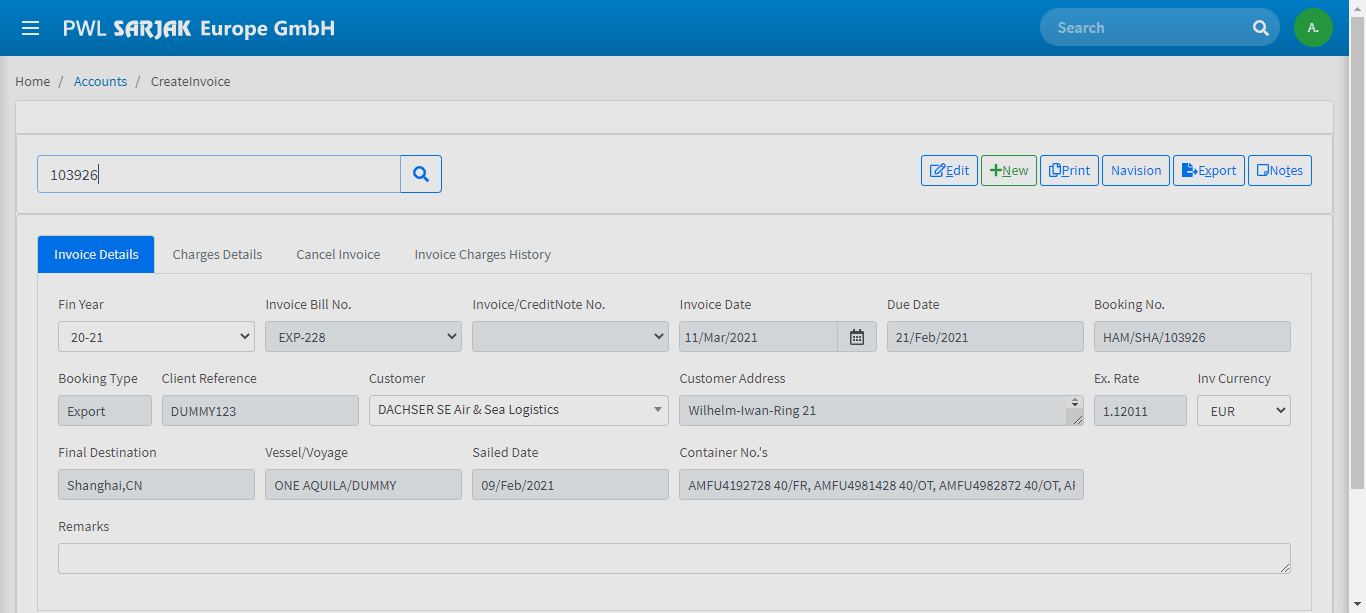 PWL SARJAK Europe GmbH
Search
A.
Home / Accounts / CreateInvoice
103926
Edit New Print Navision Export Notes
Invoice Details Charges Details Cancel Invoice Invoice Charges History
Fin Year Invoice Bill No. Invoice/CreditNote No. Invoice Date Due Date Booking No.
20-21 EXP-228 11/Mar/2021 21/Feb/2021 HAM/SHA/103926
Booking Type Client Reference Customer Customer Address Ex. Rate Inv Currency
Export DUMMY123 DACHSER SE Air & Sea Logistics Wilhelm-Iwan-Ring 21 1.12011 EUR
Final Destination Vessel/Voyage Sailed Date Container No.'s
Shanghai,CN ONE AQUILA/DUMMY 09/Feb/2021 AMFU4192728 40/FR, AMFU4981428 40/OT, AMFU4982872 40/OT,
Remarks